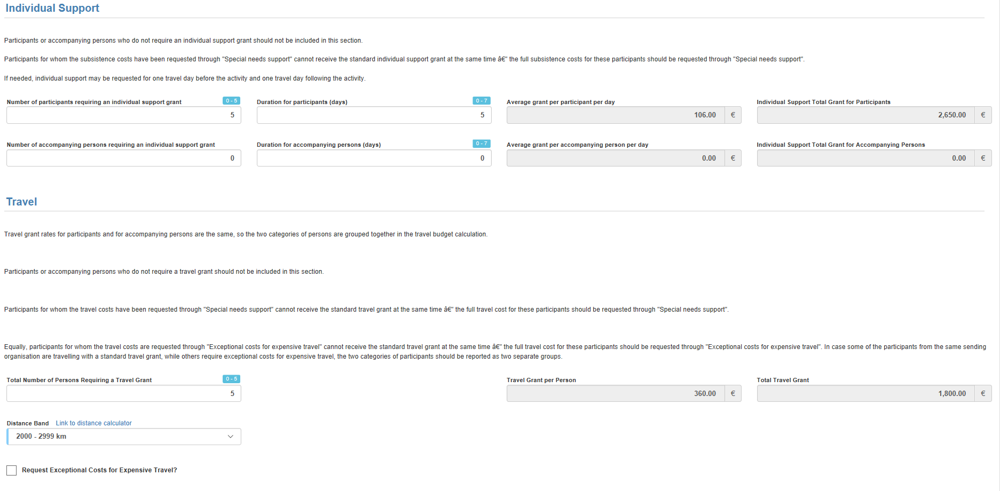 Individual Support
Participants or accompanying persons who do not require an individual support grant should not be included in this section.
Participants for whom the subsistence costs have been requested through "Special needs support" cannot receive the standard individual support grant at the same time â€” the full subsistence costs for these participants should be requested through "Special needs support".
If needed, individual support may be requested for one travel day before the activity and one travel day following the activity.
Number of participants requiring an individual support grant 0 - 5 Duration for participants (days) 0 - 7 Average grant per participant per day Individual Support Total Grant for Participants
5 5 106.00 € 2,650.00 €
Number of accompanying persons requiring an individual support grant Duration for accompanying persons (days) 0 - 7 Average grant per accompanying person per day Individual Support Total Grant for Accompanying Persons
0 0 0.00 € 0.00 €
Travel
Travel grant rates for participants and for accompanying persons are the same, so the two categories of persons are grouped together in the travel budget calculation.
Participants or accompanying persons who do not require a travel grant should not be included in this section.
Participants for whom the travel costs have been requested through "Special needs support" cannot receive the standard travel grant at the same time â€” the full travel cost for these participants should be requested through "Special needs support".
Equally, participants for whom the travel costs are requested through "Exceptional costs for expensive travel" cannot receive the standard travel grant at the same time â€” the full travel cost for these participants should be requested through "Exceptional costs for expensive travel". In case some of the participants from the same sending
organisation are travelling with a standard travel grant, while others require exceptional costs for expensive travel, the two categories of participants should be reported as two separate groups.
Total Number of Persons Requiring a Travel Grant 0 - 5 Travel Grant per Person Total Travel Grant
5 360.00 € 1,800.00 €
Distance Band Link to distance calculator
2000 - 2999 km
Request Exceptional Costs for Expensive Travel?